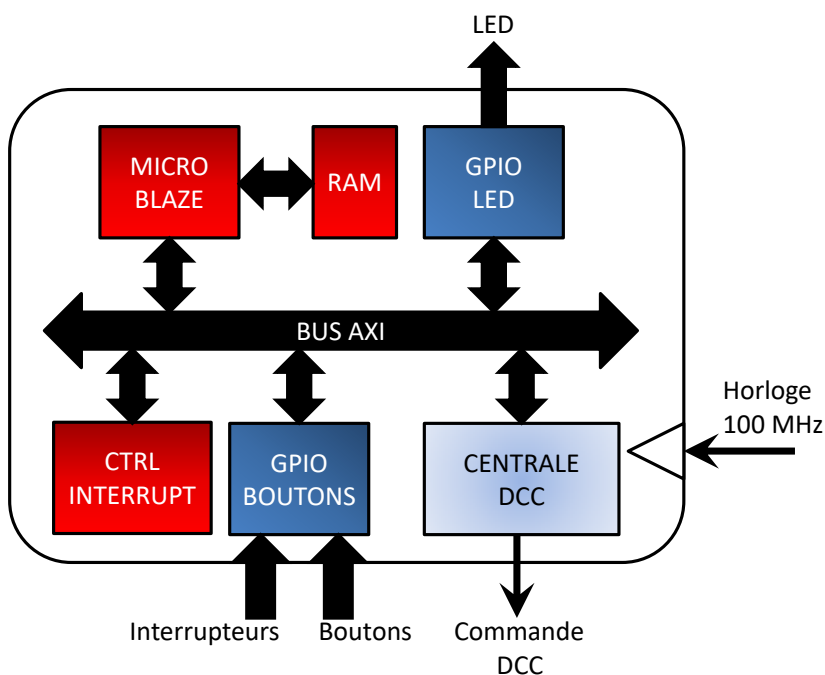 LED
MICRO
BLAZE
RAM
GPIO
LED
BUS AXI
Horloge
100 MHz
CTRL
INTERRUPT
GPIO
BOUTONS
CENTRALE
DCC
Interrupteurs
Boutons
Commande
DCC